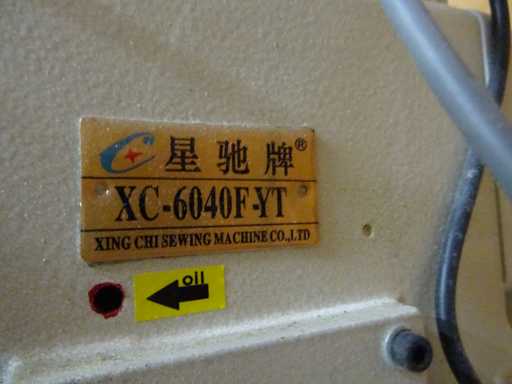 星驰牌®
XC-6040F-YT
XING CHI SEWING MACHINE CO.,LTD
oil